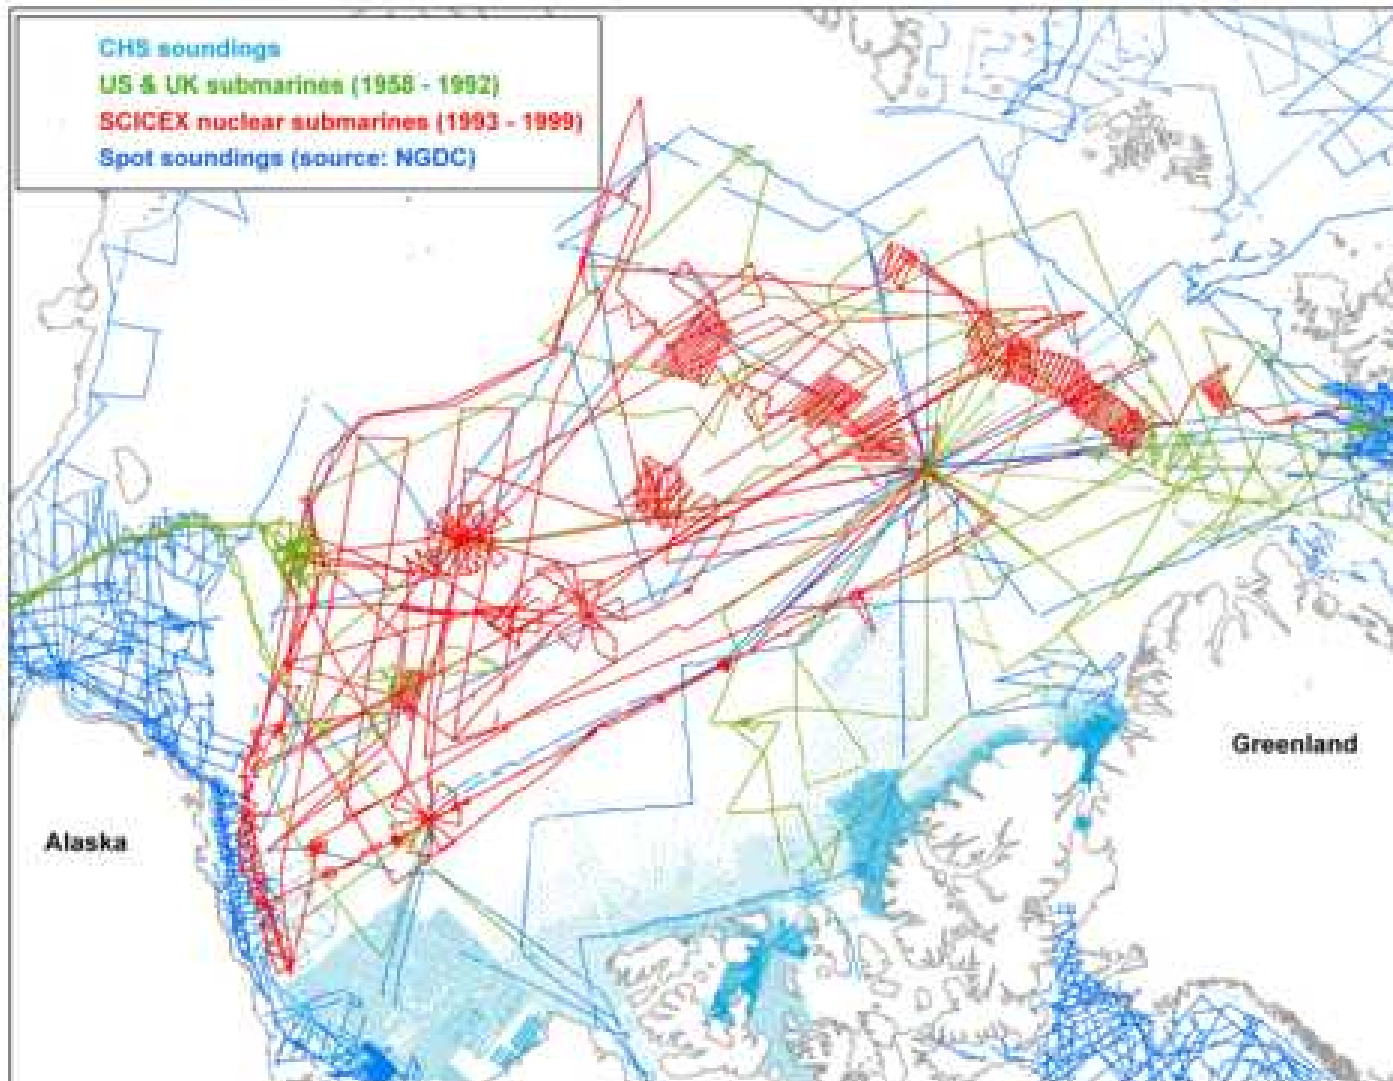 CHS soundings
US & UK submarines (1958 - 1992)
SCICEX nuclear submarines (1993 - 1999)
Spot soundings (source: NGDC)
Greenland
Alaska